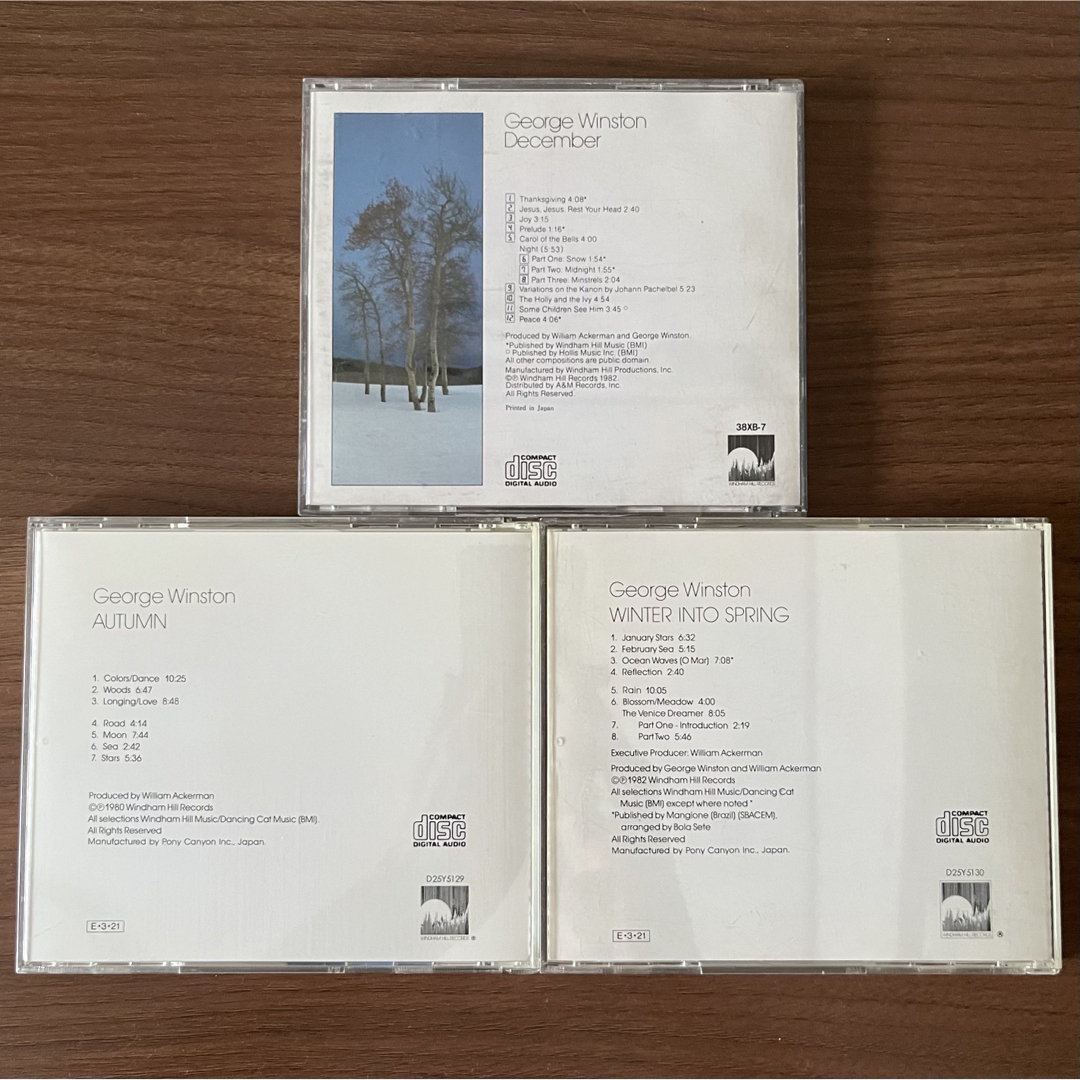 George Winston
December
1 Thanksgiving 4:08*
2 Jesus, Jesus, Rest Your Head 2:40
3 Joy 3:15
4 Prelude 1:16*
5 Carol of the Bells 4:00
Night (5:53)
6 Part One: Snow 1:54*
7 Part Two: Midnight 1:55*
8 Part Three: Minstrels 2:04
9 Variations on the Kanon by Johann Pachelbel 5:23
10 The Holly and the Ivy 4:54
11 Some Children See Him 3:45 ○
12 Peace 4:06*
Produced by William Ackerman and George Winston.
*Published by Windham Hill Music (BMI)
○ Published by Hollis Music Inc. (BMI)
All other compositions are public domain.
Manufactured by Windham Hill Productions, Inc.
©℗ Windham Hill Records 1982.
Distributed by A&M Records, Inc.
All Rights Reserved.
Printed in Japan
38XB-7
COMPACT
disc
DIGITAL AUDIO
WINDHAM HILL RECORDS
George Winston
AUTUMN
1. Colors/Dance 10:25
2. Woods 6:47
3. Longing/Love 8:48
4. Road 4:14
5. Moon 7:44
6. Sea 2:42
7. Stars 5:36
Produced by William Ackerman
©℗1980 Windham Hill Records
All selections Windham Hill Music/Dancing Cat Music (BMI).
All Rights Reserved
Manufactured by Pony Canyon Inc., Japan.
COMPACT
disc
DIGITAL AUDIO
D25Y5129
WINDHAM HILL RECORDS ®
E•3•21
George Winston
WINTER INTO SPRING
1. January Stars 6:32
2. February Sea 5:15
3. Ocean Waves (O Mar) 7:08*
4. Reflection 2:40
5. Rain 10:05
6. Blossom/Meadow 4:00
The Venice Dreamer 8:05
7. Part One-Introduction 2:19
8. Part Two 5:46
Executive Producer: William Ackerman
Produced by George Winston and William Ackerman
©℗1982 Windham Hill Records
All selections Windham Hill Music/Dancing Cat
Music (BMI) except where noted *
*Published by Mangione (Brazil) (SBACEM),
arranged by Bola Sete
All Rights Reserved
Manufactured by Pony Canyon Inc., Japan.
COMPACT
disc
DIGITAL AUDIO
D25Y5130
WINDHAM HILL RECORDS ®
E•3•21